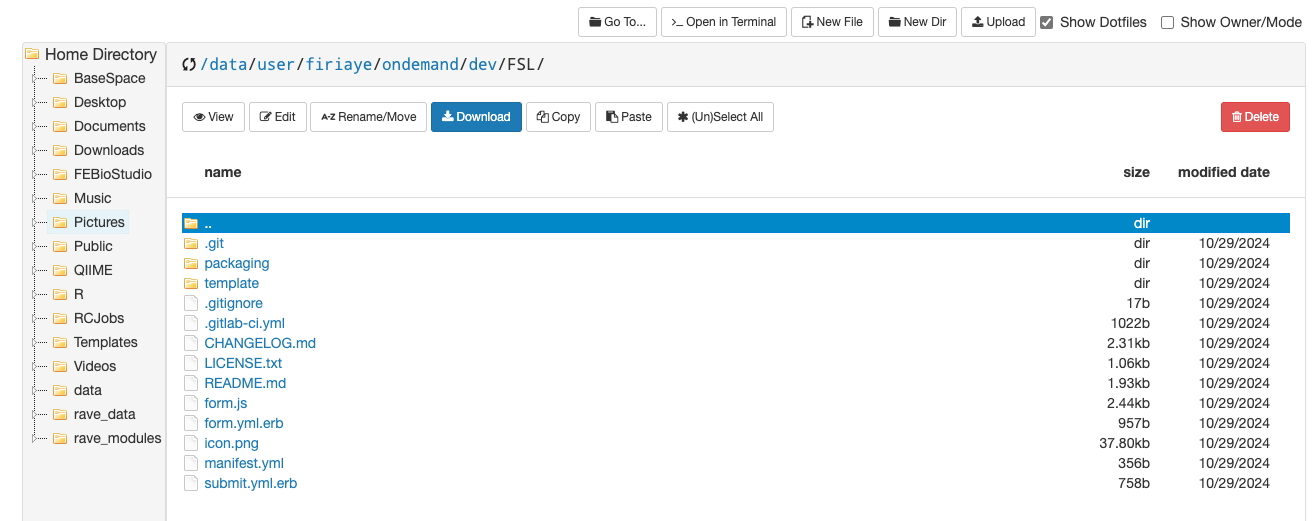 Go To... >_ Open in Terminal New File New Dir Upload Show Dotfiles Show Owner/Mode
Home Directory
BaseSpace
Desktop
Documents
Downloads
FEBioStudio
Music
Pictures
Public
QIIME
R
RCJobs
Templates
Videos
data
rave_data
rave_modules
/data/user/firiaye/ondemand/dev/FSL/
View Edit A-Z Rename/Move Download Copy Paste (Un)Select All Delete
name size modified date
.. dir
.git dir 10/29/2024
packaging dir 10/29/2024
template dir 10/29/2024
.gitignore 17b 10/29/2024
.gitlab-ci.yml 1022b 10/29/2024
CHANGELOG.md 2.31kb 10/29/2024
LICENSE.txt 1.06kb 10/29/2024
README.md 1.93kb 10/29/2024
form.js 2.44kb 10/29/2024
form.yml.erb 957b 10/29/2024
icon.png 37.80kb 10/29/2024
manifest.yml 356b 10/29/2024
submit.yml.erb 758b 10/29/2024